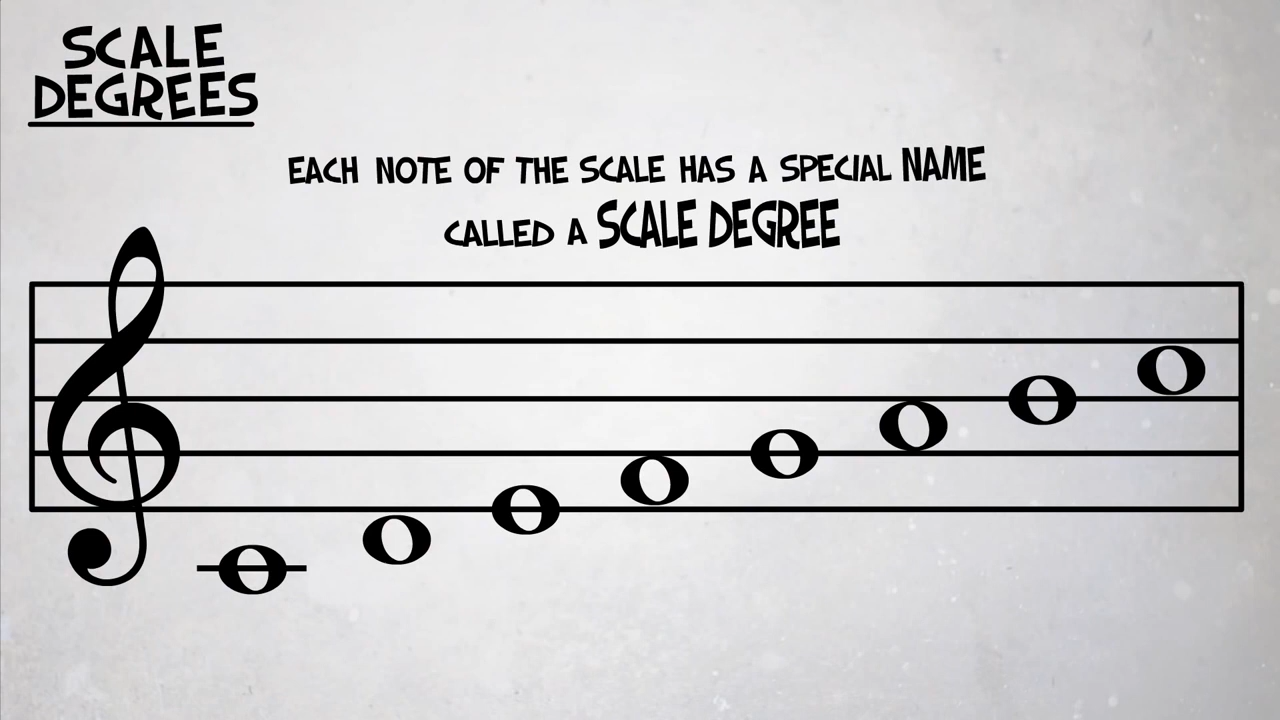 SCALE
DEGREES
EACH NOTE OF THE SCALE HAS A SPECIAL NAME
CALLED A SCALE DEGREE